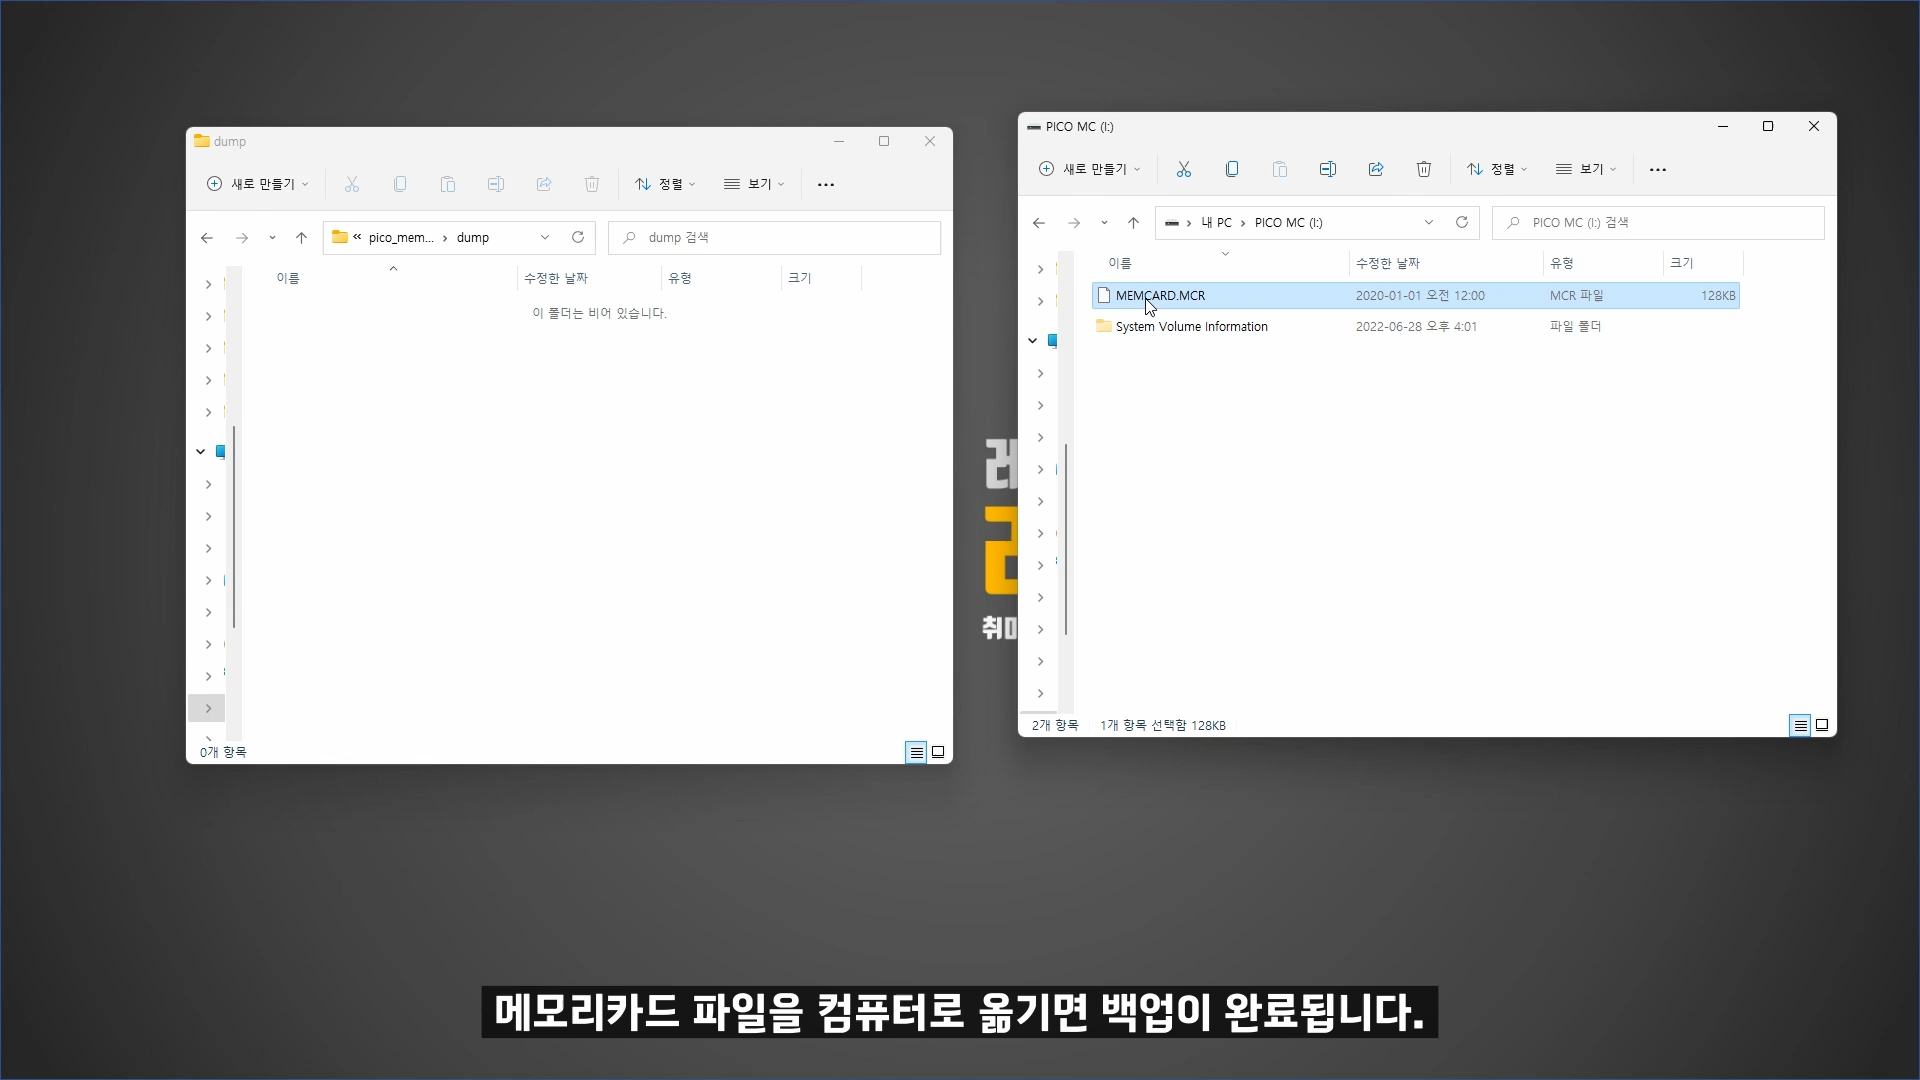 dump
새로 만들기
정렬
보기
pico_mem...
dump
dump 검색
이름
수정한 날짜
유형
크기
이 폴더는 비어 있습니다.
0개 항목
PICO MC (I:)
새로 만들기
정렬
보기
내 PC
PICO MC (I:)
PICO MC (I:) 검색
이름
수정한 날짜
유형
크기
MEMCARD.MCR 2020-01-01 오전 12:00 MCR 파일 128KB
System Volume Information 2022-06-28 오후 4:01 파일 폴더
2개 항목
1개 항목 선택함 128KB
레
취미
메모리카드 파일을 컴퓨터로 옮기면 백업이 완료됩니다.